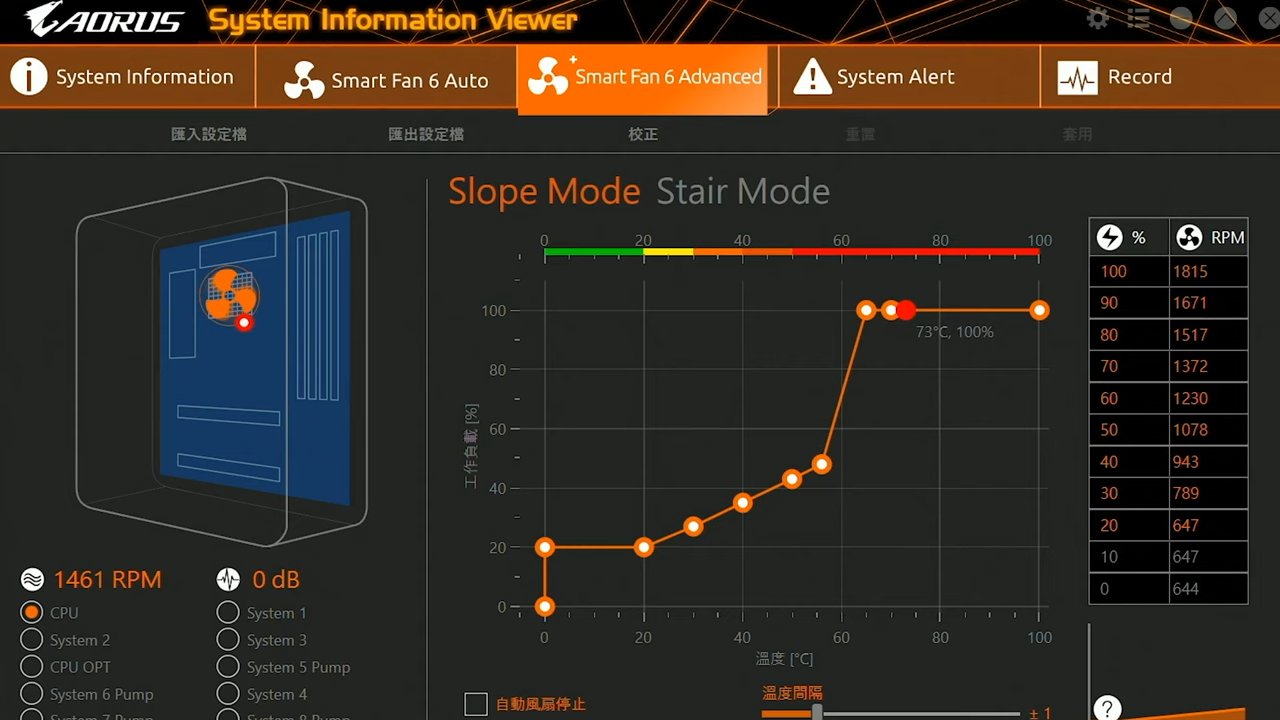 AORUS System Information Viewer
System Information
Smart Fan 6 Auto
Smart Fan 6 Advanced
System Alert
Record
匯入設定檔
匯出設定檔
校正
重置
套用
Slope Mode Stair Mode
0 20 40 60 80 100
100
80
60
40
20
0
工作負載 [%]
73°C, 100%
0 20 40 60 80 100
溫度 [°C]
% RPM
100 1815
90 1671
80 1517
70 1372
60 1230
50 1078
40 943
30 789
20 647
10 647
0 644
1461 RPM
0 dB
CPU
System 1
System 2
System 3
CPU OPT
System 5 Pump
System 6 Pump
System 4
System 7 Pump
System 8 Pump
自動風扇停止
溫度間隔
± 1
?